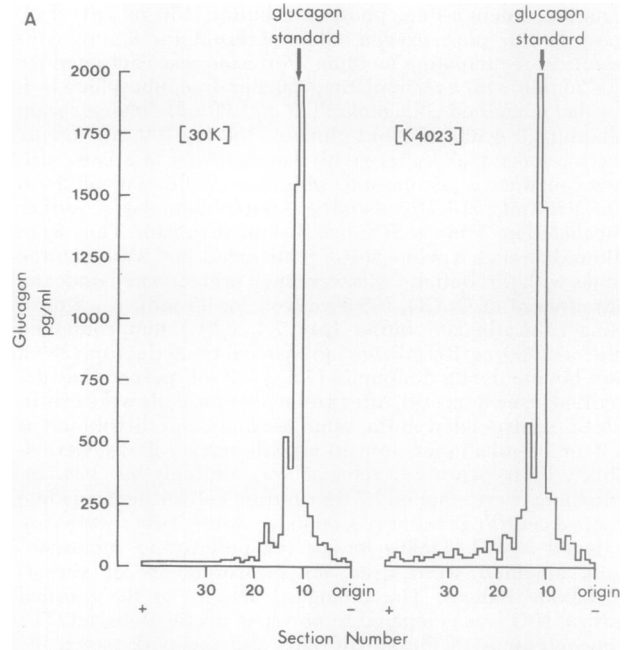 A
glucagon
standard
glucagon
standard
2000
1750
1500
1250
1000
750
500
250
0
[30K]
[K4023]
Glucagon
pg/ml
30
20
10
origin
30
20
10
origin
+
−
+
−
Section Number